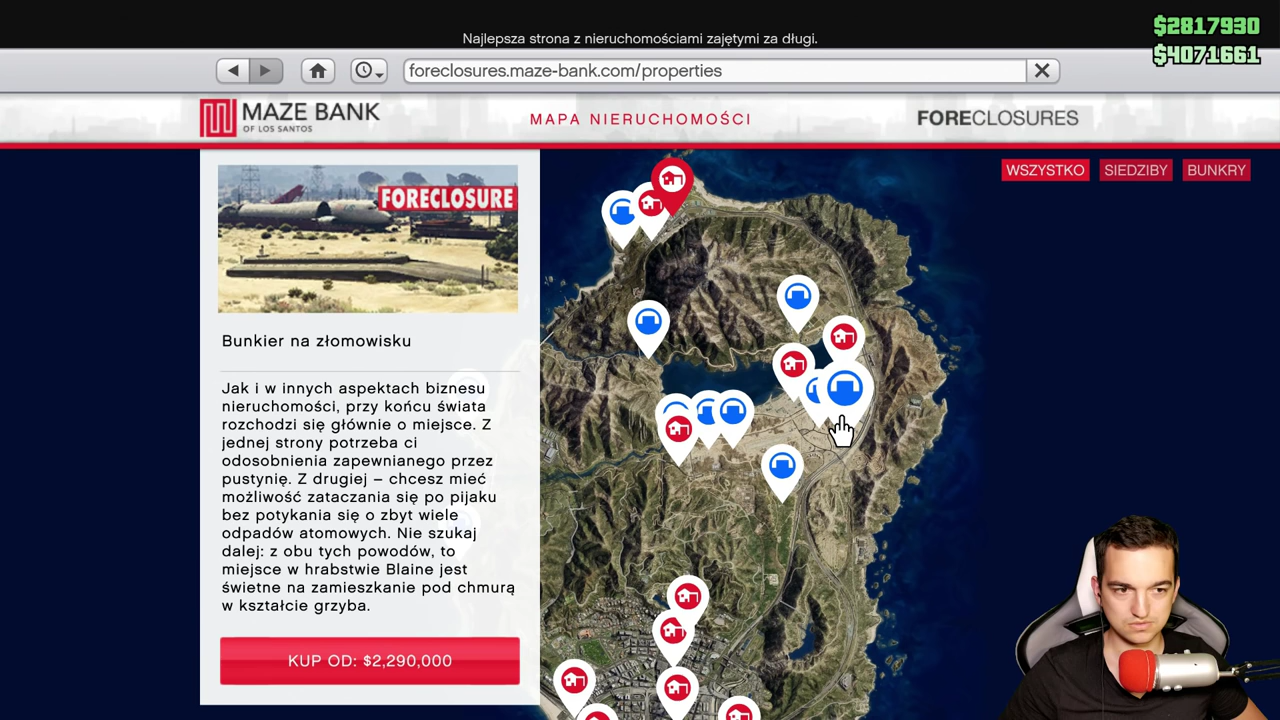 $2817930
Najlepsza strona z nieruchomościami zajętymi za długi.
$4071661
foreclosures.maze-bank.com/properties
MAZE BANK
OF LOS SANTOS
MAPA NIERUCHOMOŚCI
FORECLOSURES
WSZYSTKO
SIEDZIBY
BUNKRY
FORECLOSURE
Bunkier na złomowisku
Jak i w innych aspektach biznesu
nieruchomości, przy końcu świata
rozchodzi się głównie o miejsce. Z
jednej strony potrzeba ci
odosobnienia zapewnianego przez
pustynię. Z drugiej – chcesz mieć
możliwość zataczania się po pijaku
bez potykania się o zbyt wiele
odpadów atomowych. Nie szukaj
dalej: z obu tych powodów, to
miejsce w hrabstwie Blaine jest
świetne na zamieszkanie pod chmurą
w kształcie grzyba.
KUP OD: $2,290,000